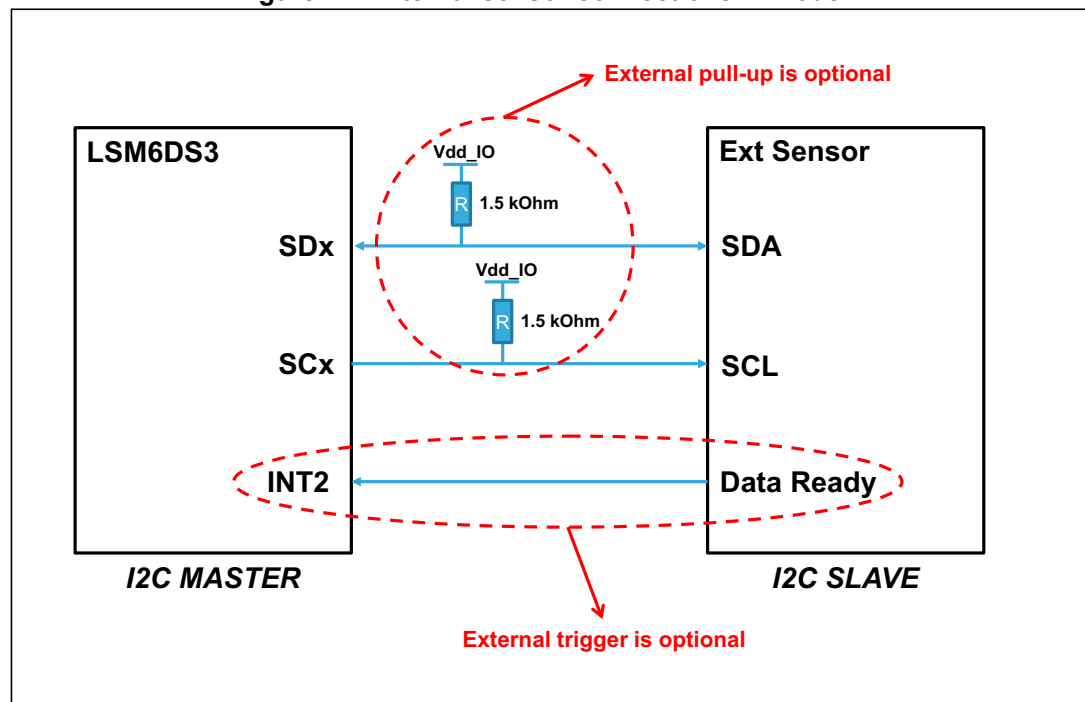 External pull-up is optional
LSM6DS3
Ext Sensor
Vdd_IO
R
1.5 kOhm
SDx
SDA
Vdd_IO
R
1.5 kOhm
SCx
SCL
INT2
Data Ready
I2C MASTER
I2C SLAVE
External trigger is optional